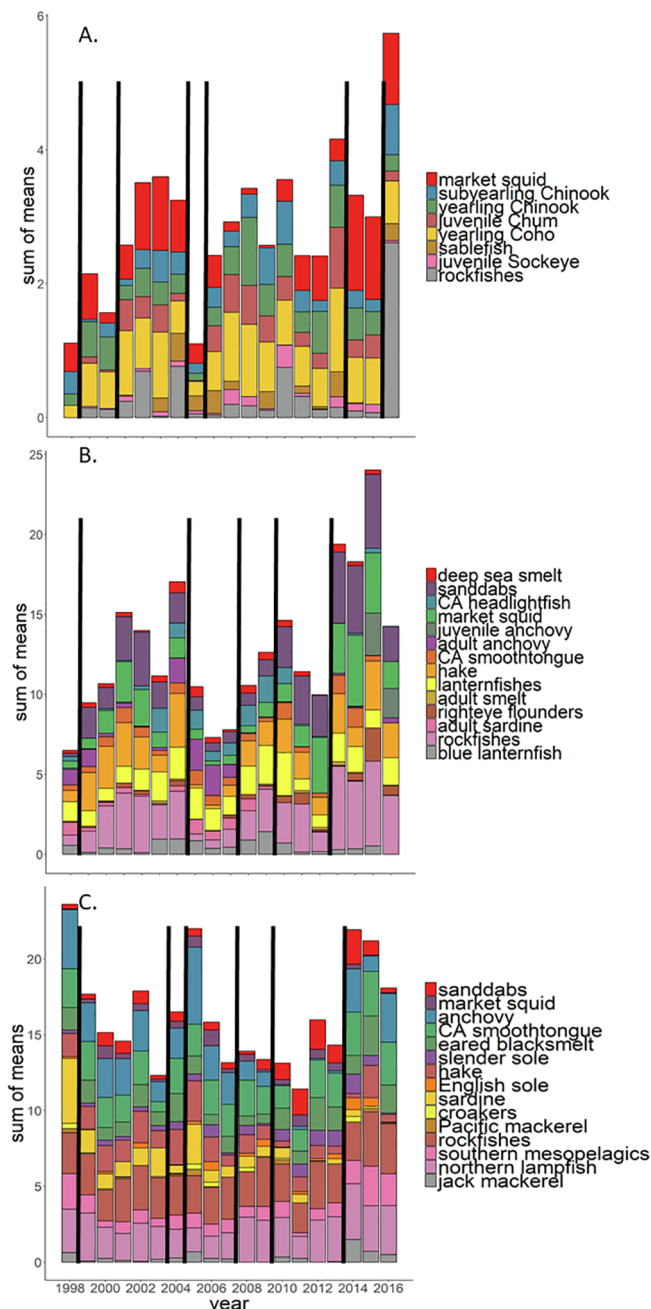 A.
6
4
2
0
sum of means
market squid
subyearling Chinook
yearling Chinook
juvenile Chum
yearling Coho
sablefish
juvenile Sockeye
rockfishes
B.
25
20
15
10
5
0
sum of means
deep sea smelt
sanddabs
CA headlightfish
market squid
juvenile anchovy
adult anchovy
CA smoothtongue
hake
lanternfishes
adult smelt
righteye flounders
adult sardine
rockfishes
blue lanternfish
C.
20
15
10
5
0
sum of means
sanddabs
market squid
anchovy
CA smoothtongue
eared blacksmelt
slender sole
hake
English sole
sardine
croakers
Pacific mackerel
rockfishes
southern mesopelagics
northern lampfish
jack mackerel
1998 2000 2002 2004 2006 2008 2010 2012 2014 2016
year